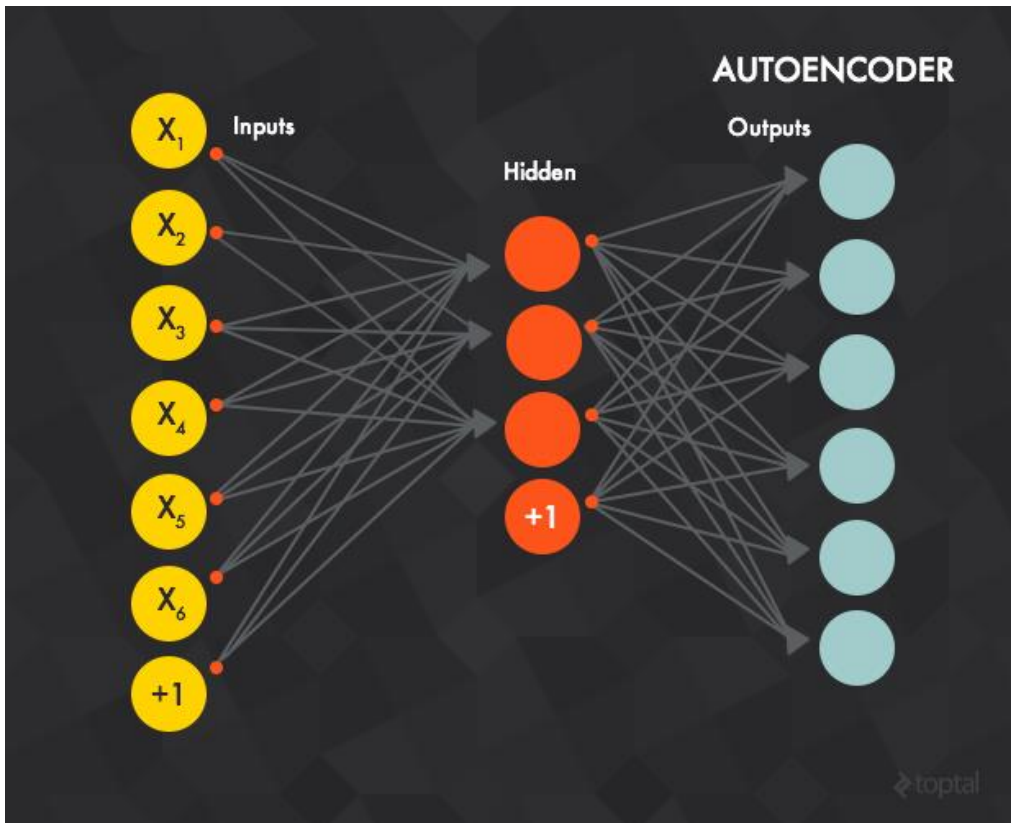 AUTOENCODER
Inputs
Outputs
Hidden
X₁
X₂
X₃
X₄
X₅
X₆
+1
+1
toptal